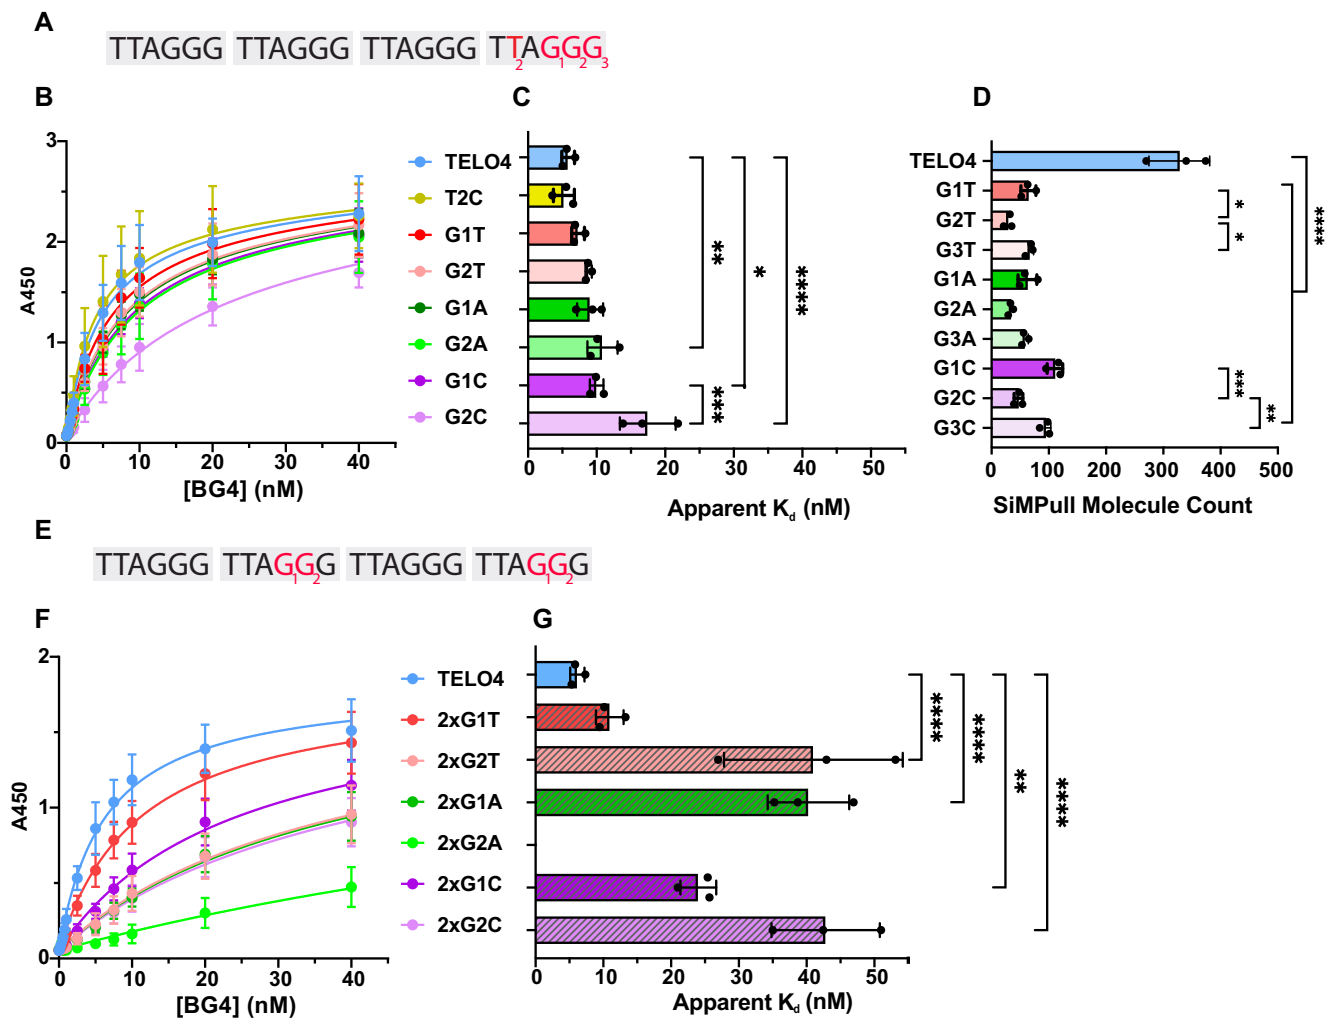 A
TTAGGG TTAGGG TTAGGG TTAGGG
2 1 2 3
B
C
D
3
2
1
0
A450
0 10 20 30 40
[BG4] (nM)
TELO4
T2C
G1T
G2T
G1A
G2A
G1C
G2C
**
*
****
***
0 10 20 30 40 50
Apparent Kd (nM)
TELO4
G1T
G2T
G3T
G1A
G2A
G3A
G1C
G2C
G3C
*
*
***
**
****
0 100 200 300 400 500
SiMPull Molecule Count
E
TTAGGG TTAGGG TTAGGG TTAGGG
1 2 1 2
F
G
2
1
0
A450
0 10 20 30 40
[BG4] (nM)
TELO4
2xG1T
2xG2T
2xG1A
2xG2A
2xG1C
2xG2C
****
****
**
****
0 10 20 30 40 50
Apparent Kd (nM)